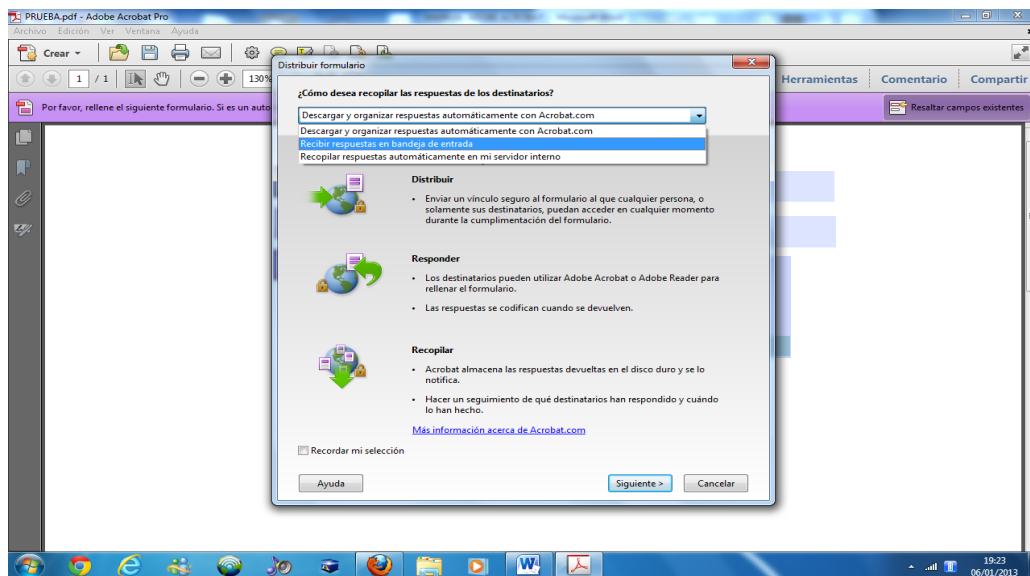 PRUEBA.pdf - Adobe Acrobat Pro
Archivo Edición Ver Ventana Ayuda
Crear
1 / 1 130%
Herramientas Comentario Compartir
Por favor, rellene el siguiente formulario. Si es un auto
Resaltar campos existentes
Distribuir formulario
¿Cómo desea recopilar las respuestas de los destinatarios?
Descargar y organizar respuestas automáticamente con Acrobat.com
Descargar y organizar respuestas automáticamente con Acrobat.com
Recibir respuestas en bandeja de entrada
Recopilar respuestas automáticamente en mi servidor interno
Distribuir
• Enviar un vínculo seguro al formulario al que cualquier persona, o
solamente sus destinatarios, puedan acceder en cualquier momento
durante la cumplimentación del formulario.
Responder
• Los destinatarios pueden utilizar Adobe Acrobat o Adobe Reader para
rellenar el formulario.
• Las respuestas se codifican cuando se devuelven.
Recopilar
• Acrobat almacena las respuestas devueltas en el disco duro y se lo
notifica.
• Hacer un seguimiento de qué destinatarios han respondido y cuándo
lo han hecho.
Más información acerca de Acrobat.com
Recordar mi selección
Ayuda
Siguiente >
Cancelar
19:23
06/01/2013